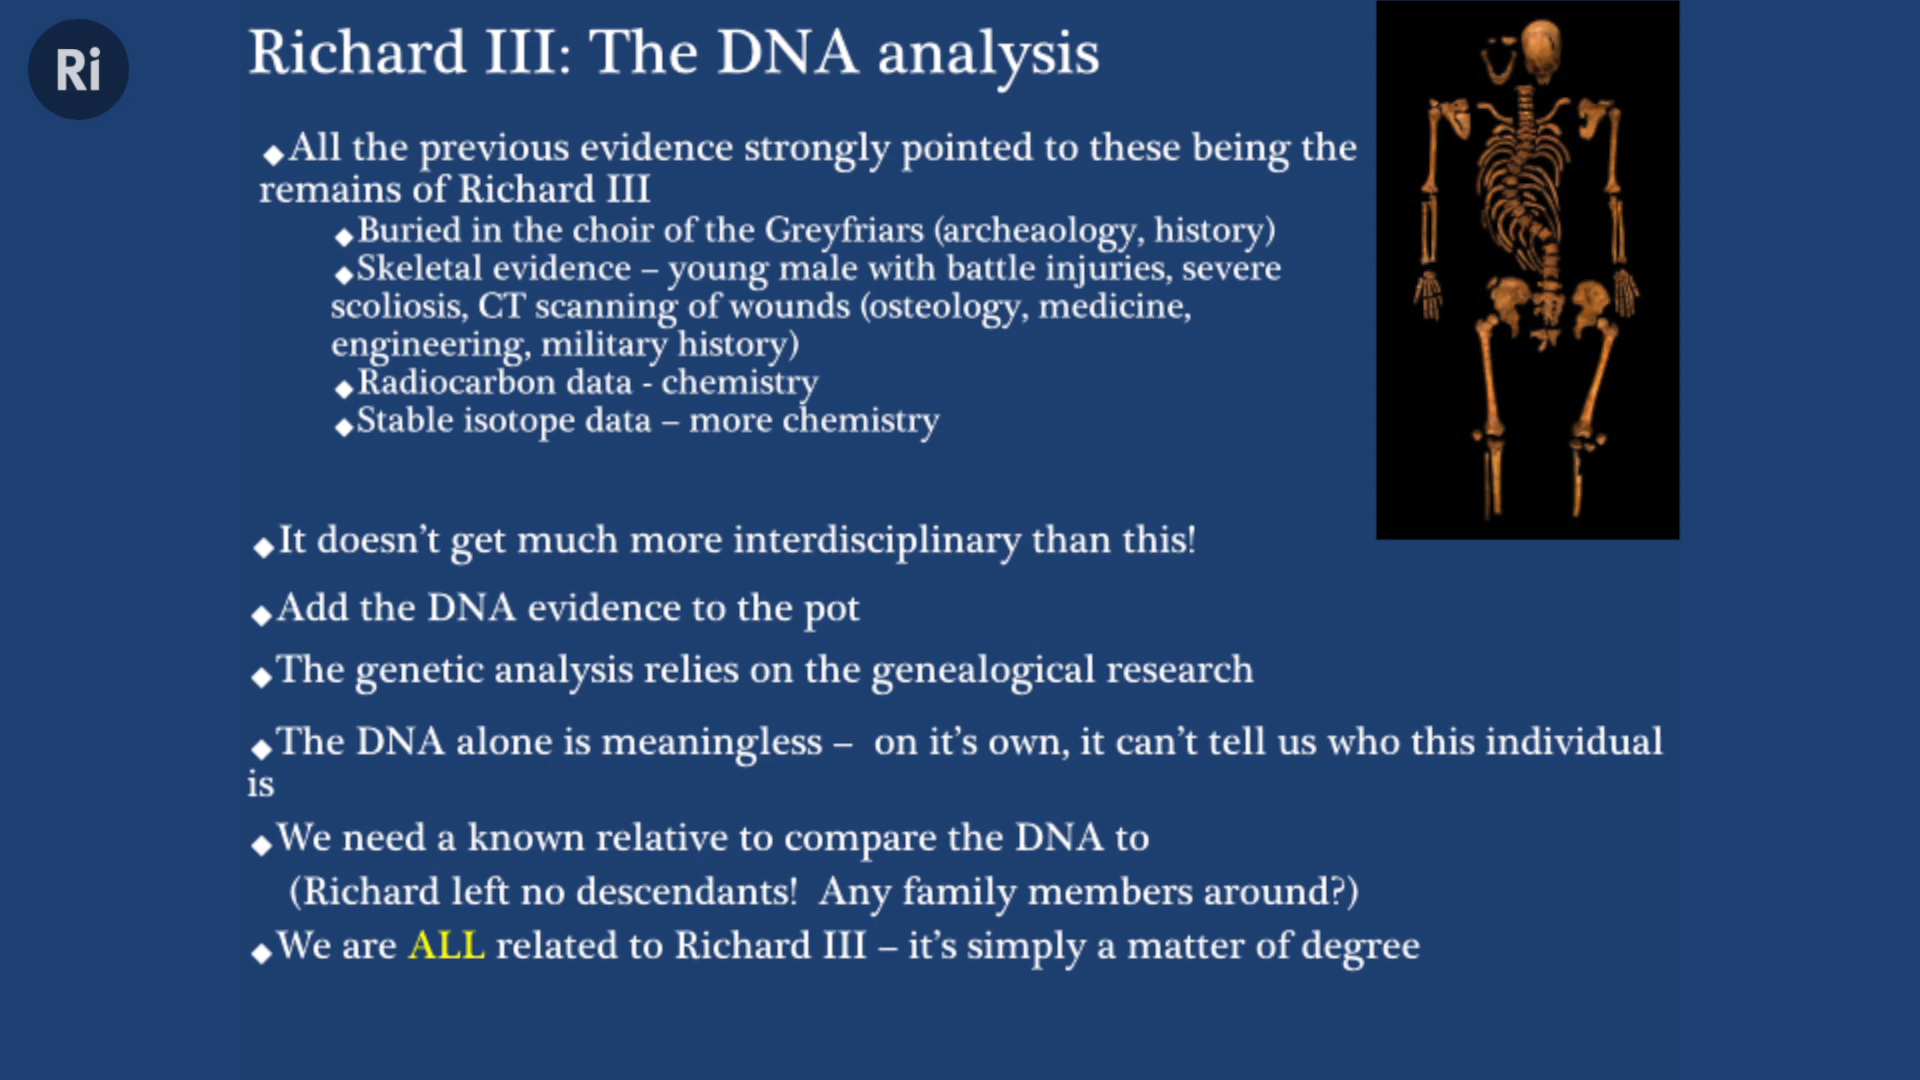 Ri
Richard III: The DNA analysis
◆All the previous evidence strongly pointed to these being the
remains of Richard III
◆Buried in the choir of the Greyfriars (archeaology, history)
◆Skeletal evidence – young male with battle injuries, severe
scoliosis, CT scanning of wounds (osteology, medicine,
engineering, military history)
◆Radiocarbon data - chemistry
◆Stable isotope data – more chemistry
◆It doesn’t get much more interdisciplinary than this!
◆Add the DNA evidence to the pot
◆The genetic analysis relies on the genealogical research
◆The DNA alone is meaningless –  on it’s own, it can’t tell us who this individual
is
◆We need a known relative to compare the DNA to
(Richard left no descendants!  Any family members around?)
◆We are ALL related to Richard III – it’s simply a matter of degree